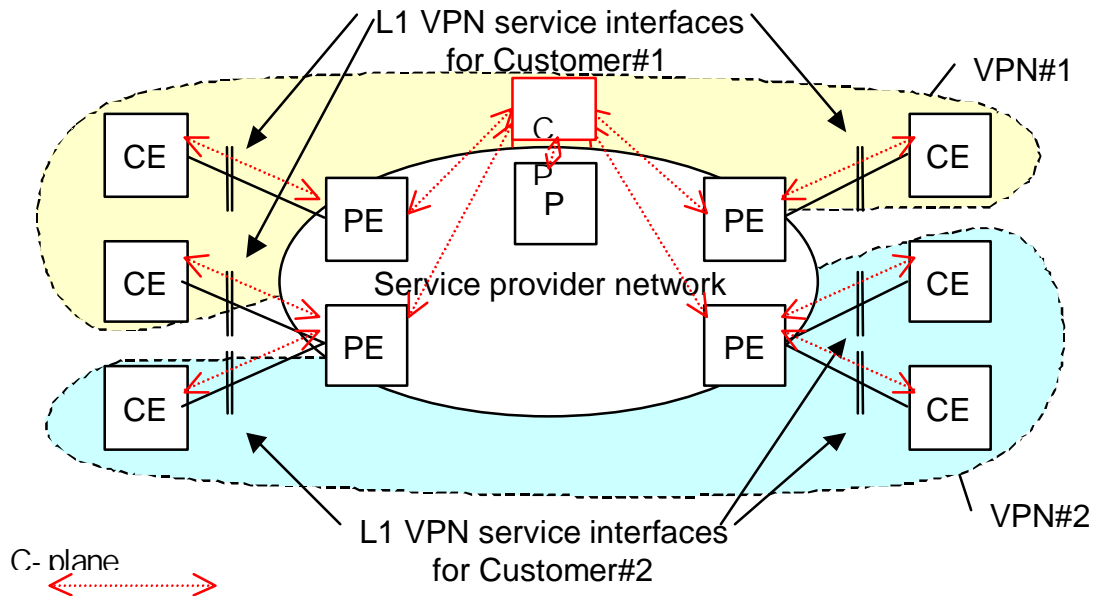 L1 VPN service interfaces
for Customer#1
VPN#1
CE
C
P
P
CE
PE
PE
CE
Service provider network
CE
PE
PE
CE
CE
L1 VPN service interfaces
for Customer#2
VPN#2
C- plane